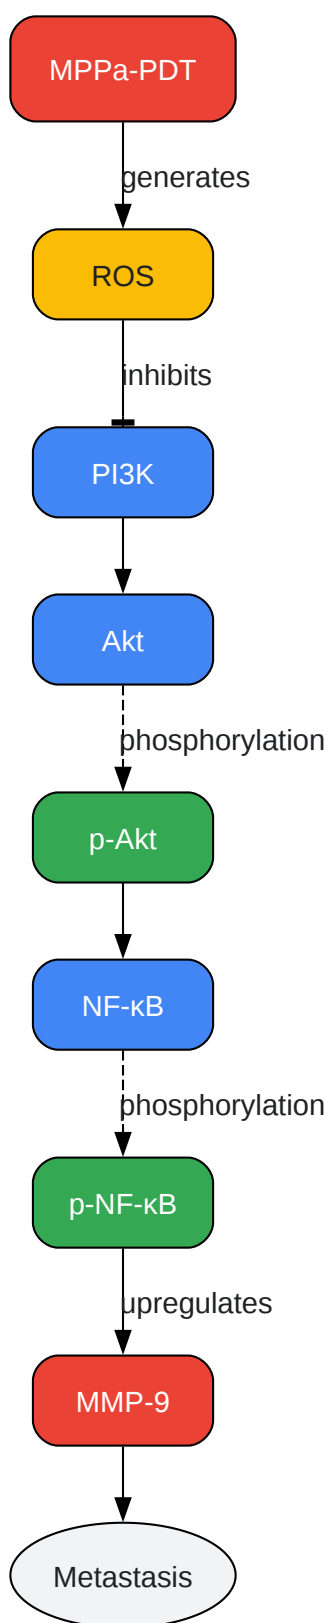 MPPa-PDT
generates
ROS
inhibits
PI3K
Akt
phosphorylation
p-Akt
NF-κB
phosphorylation
p-NF-κB
upregulates
MMP-9
Metastasis